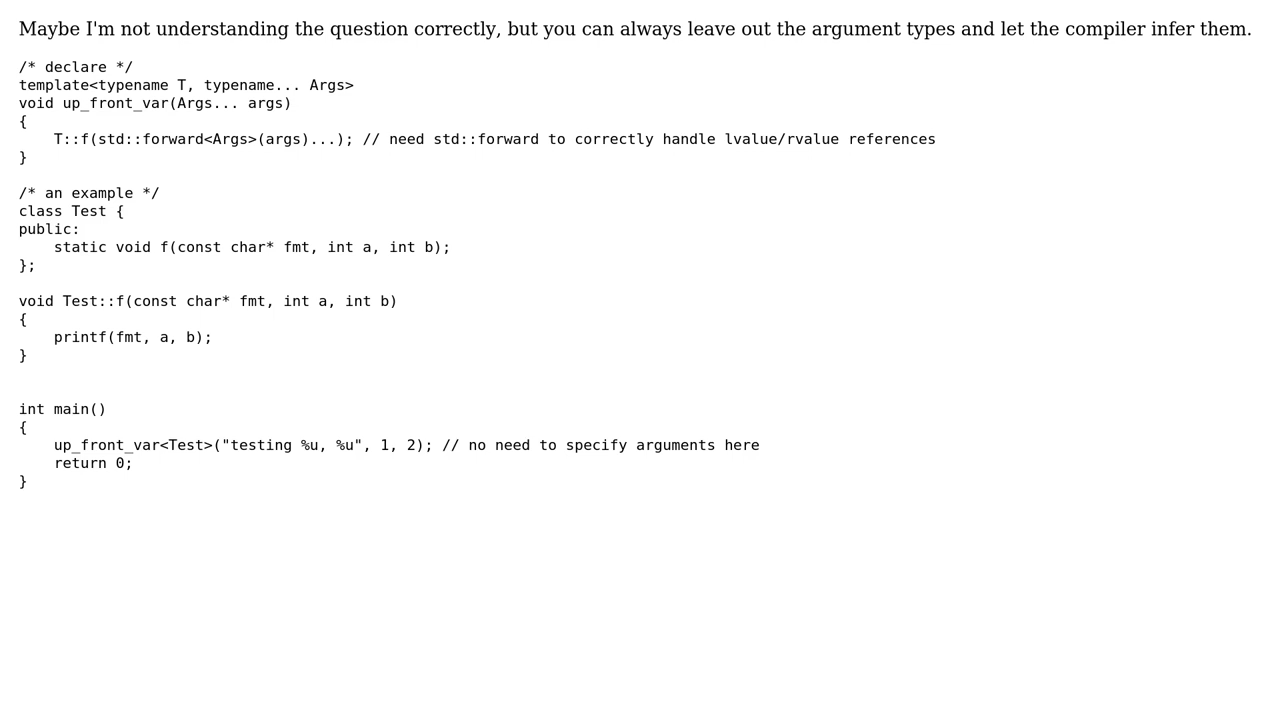 Maybe I'm not understanding the question correctly, but you can always leave out the argument types and let the compiler infer them.
/* declare */
template<typename T, typename... Args>
void up_front_var(Args... args)
{
    T::f(std::forward<Args>(args)...); // need std::forward to correctly handle lvalue/rvalue references
}
/* an example */
class Test {
public:
    static void f(const char* fmt, int a, int b);
};
void Test::f(const char* fmt, int a, int b)
{
    printf(fmt, a, b);
}
int main()
{
    up_front_var<Test>("testing %u, %u", 1, 2); // no need to specify arguments here
    return 0;
}